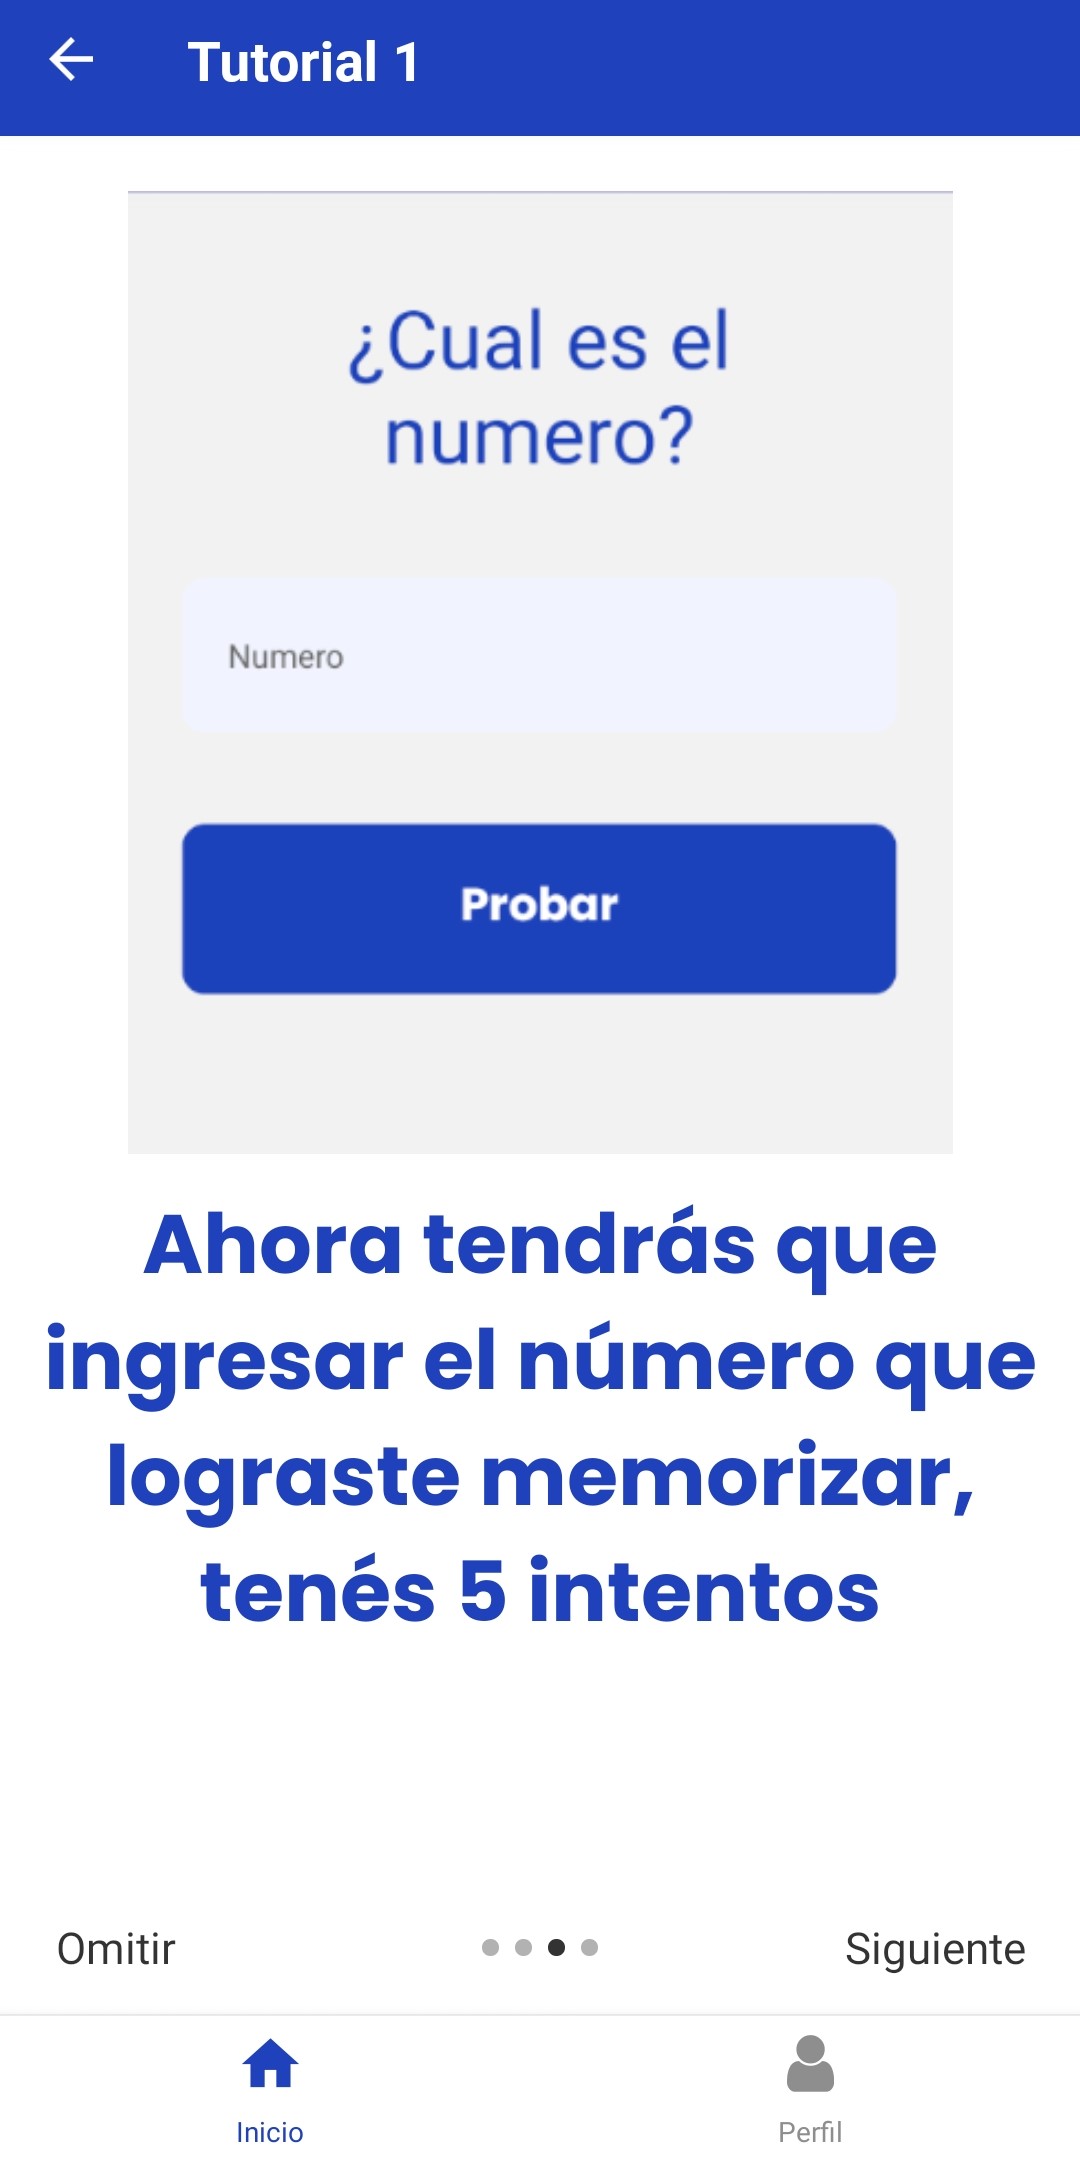 Tutorial 1
¿Cual es el
numero?
Numero
Probar
Ahora tendrás que
ingresar el número que
lograste memorizar,
tenés 5 intentos
Omitir
Siguiente
Inicio
Perfil